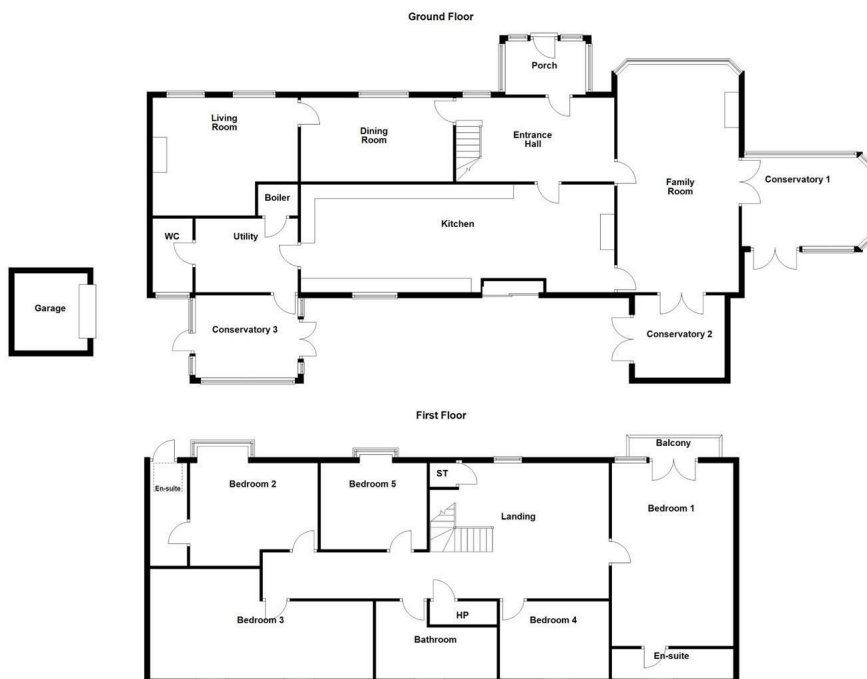 Ground Floor
Porch
Living
Room
Dining
Room
Entrance
Hall
Family
Room
Conservatory 1
Boiler
WC
Utility
Kitchen
Garage
Conservatory 3
Conservatory 2
First Floor
Balcony
En-suite
Bedroom 2
Bedroom 5
ST
Landing
Bedroom 1
Bedroom 3
HP
Bathroom
Bedroom 4
En-suite